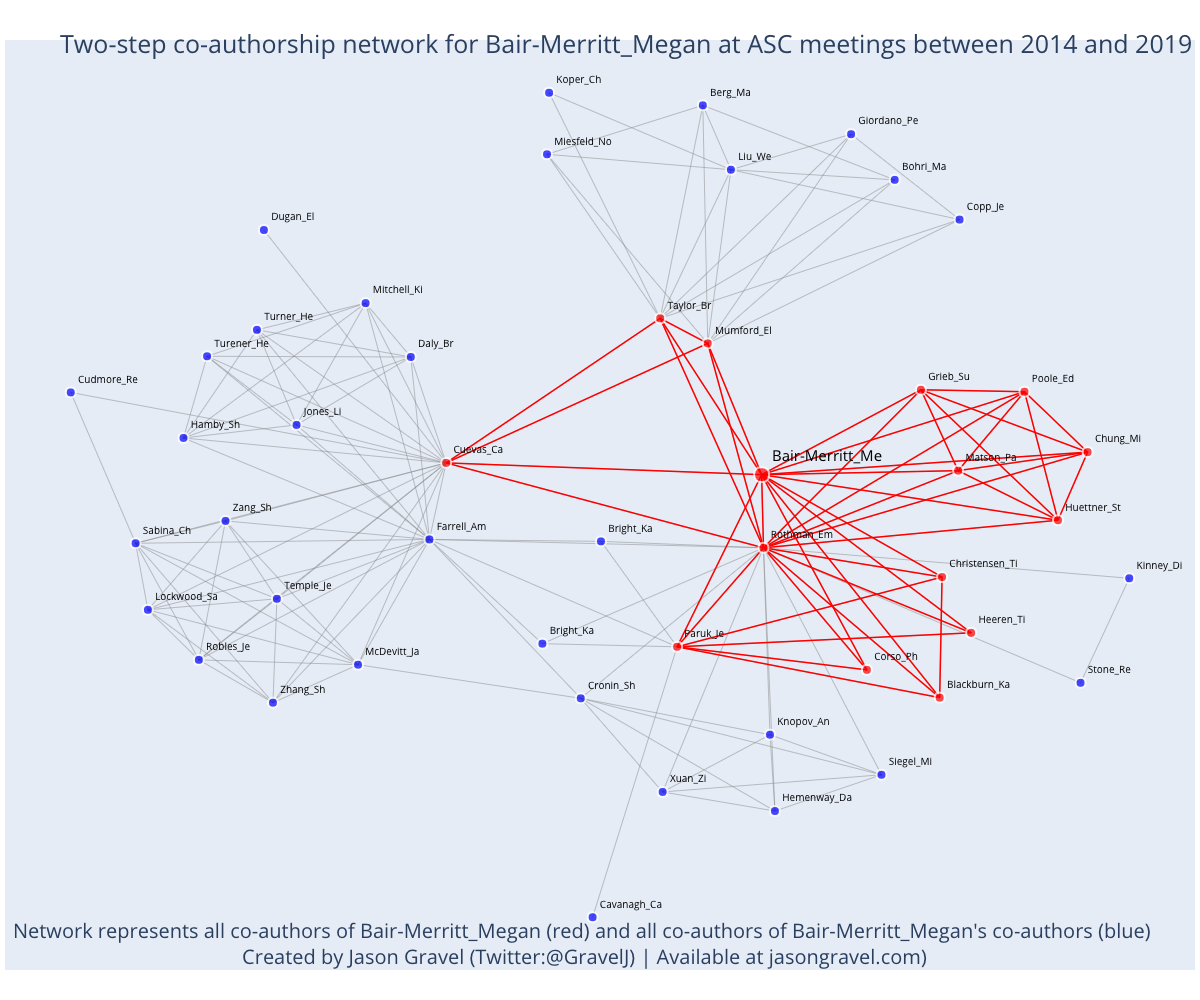 Two-step co-authorship network for Bair-Merritt_Megan at ASC meetings between 2014 and 2019
Koper_Ch
Berg_Ma
Giordano_Pe
Miesfeld_No
Liu_We
Bohri_Ma
Copp_Je
Dugan_El
Mitchell_Ki
Taylor_Br
Turner_He
Mumford_El
Turener_He
Daly_Br
Cudmore_Re
Grieb_Su
Poole_Ed
Jones_Li
Hamby_Sh
Chung_Mi
Cuevas_Ca
Bair-Merritt_Me
Matson_Pa
Zang_Sh
Huettner_St
Sabina_Ch
Farrell_Am
Bright_Ka
Rothman_Em
Christensen_Ti
Kinney_Di
Temple_Je
Lockwood_Sa
Heeren_Ti
Bright_Ka
Faruk_Je
Robles_Je
McDevitt_Ja
Corso_Ph
Stone_Re
Zhang_Sh
Cronin_Sh
Blackburn_Ka
Knopov_An
Siegel_Mi
Xuan_Zi
Hemenway_Da
Cavanagh_Ca
Network represents all co-authors of Bair-Merritt_Megan (red) and all co-authors of Bair-Merritt_Megan's co-authors (blue)
Created by Jason Gravel (Twitter:@GravelJ) | Available at jasongravel.com)